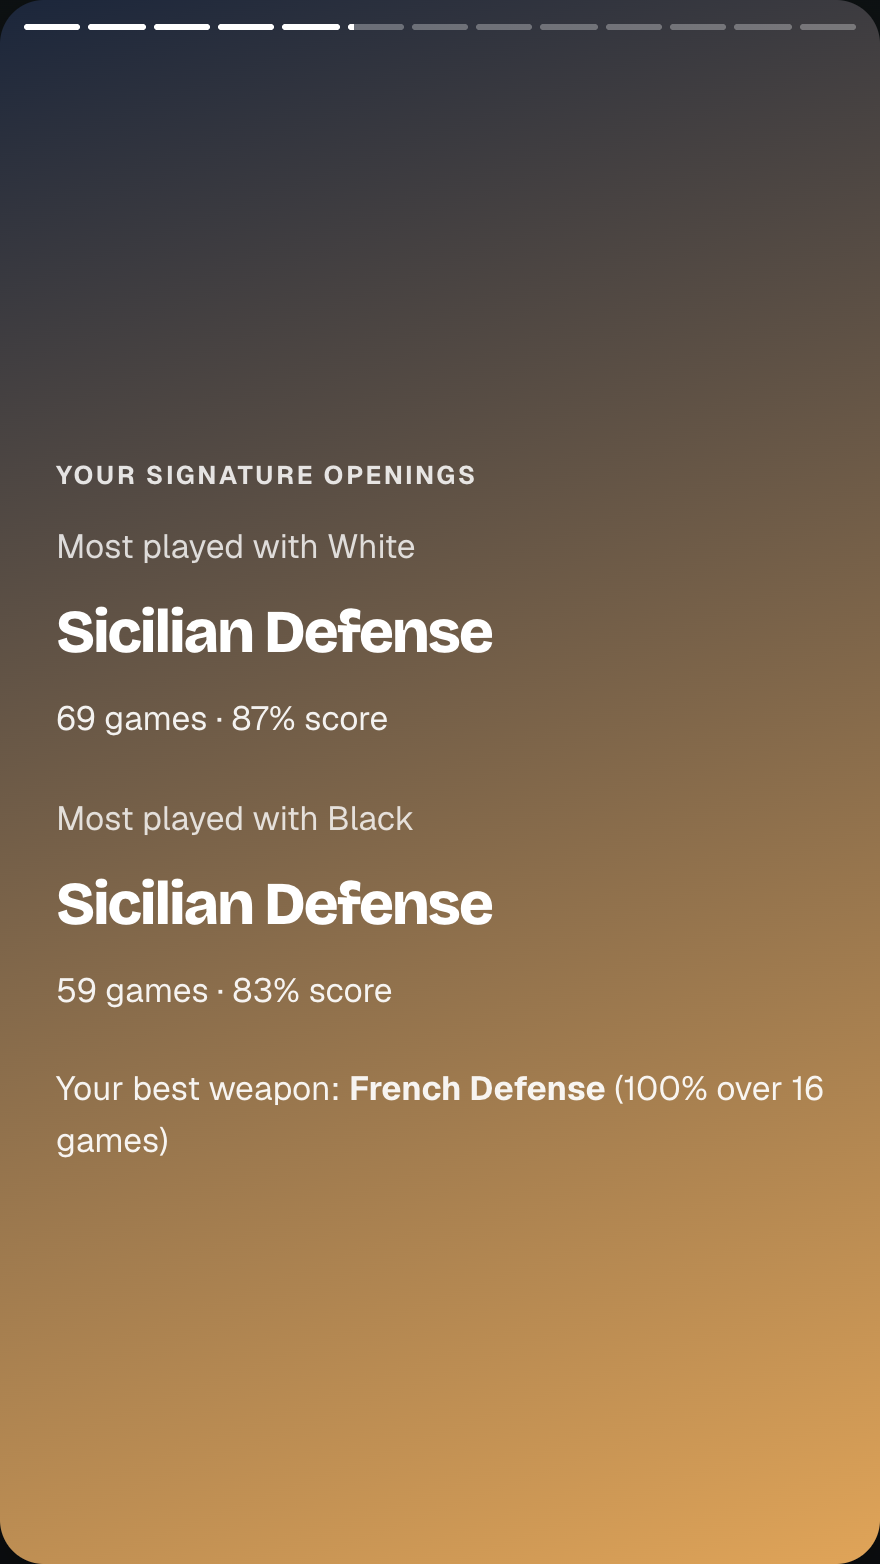 YOUR SIGNATURE OPENINGS
Most played with White
Sicilian Defense
69 games · 87% score
Most played with Black
Sicilian Defense
59 games · 83% score
Your best weapon: French Defense (100% over 16
games)